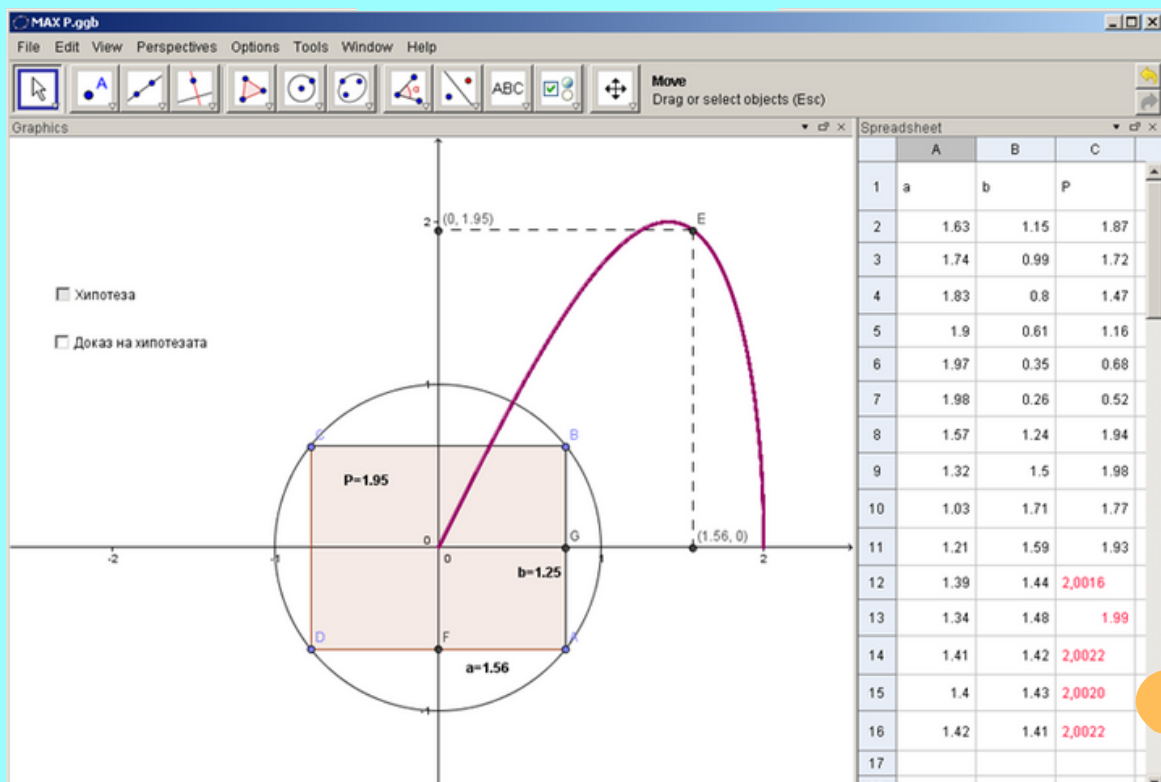 MAX P.ggb
File Edit View Perspectives Options Tools Window Help
A
α
ABC
Move
Drag or select objects (Esc)
Graphics
Spreadsheet
A B C
1 a b P
2 1.63 1.15 1.87
3 1.74 0.99 1.72
4 1.83 0.8 1.47
5 1.9 0.61 1.16
6 1.97 0.35 0.68
7 1.98 0.26 0.52
8 1.57 1.24 1.94
9 1.32 1.5 1.98
10 1.03 1.71 1.77
11 1.21 1.59 1.93
12 1.39 1.44 2,0016
13 1.34 1.48 1.99
14 1.41 1.42 2,0022
15 1.4 1.43 2,0020
16 1.42 1.41 2,0022
17
2 (0, 1.95) E
Хипотеза
Доказ на хипотезата
1
C B
P=1.95
0 G (1.56, 0)
-2 -1 0 1 2
b=1.25
D F A
a=1.56
-1